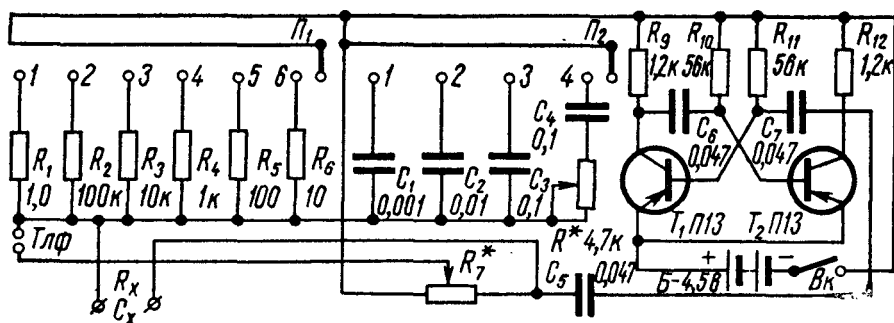 П₁ П₂ R₉ R₁₀ R₁₁ R₁₂
1,2к 56к 56к 1,2к
1 2 3 4 5 6 1 2 3 4
C₄
0,1
C₆ C₇
0,047 0,047
R₁ R₂ R₃ R₄ R₅ R₆
1,0 100к 10к 1к 100 10
C₁ C₂ C₃
0,001 0,01 0,1
T₁ П13 T₂ П13
Тлф
R₇* R* 4,7к
Rₓ
Cₓ
C₅ 0,047
+ −
Б-4,5в Вк